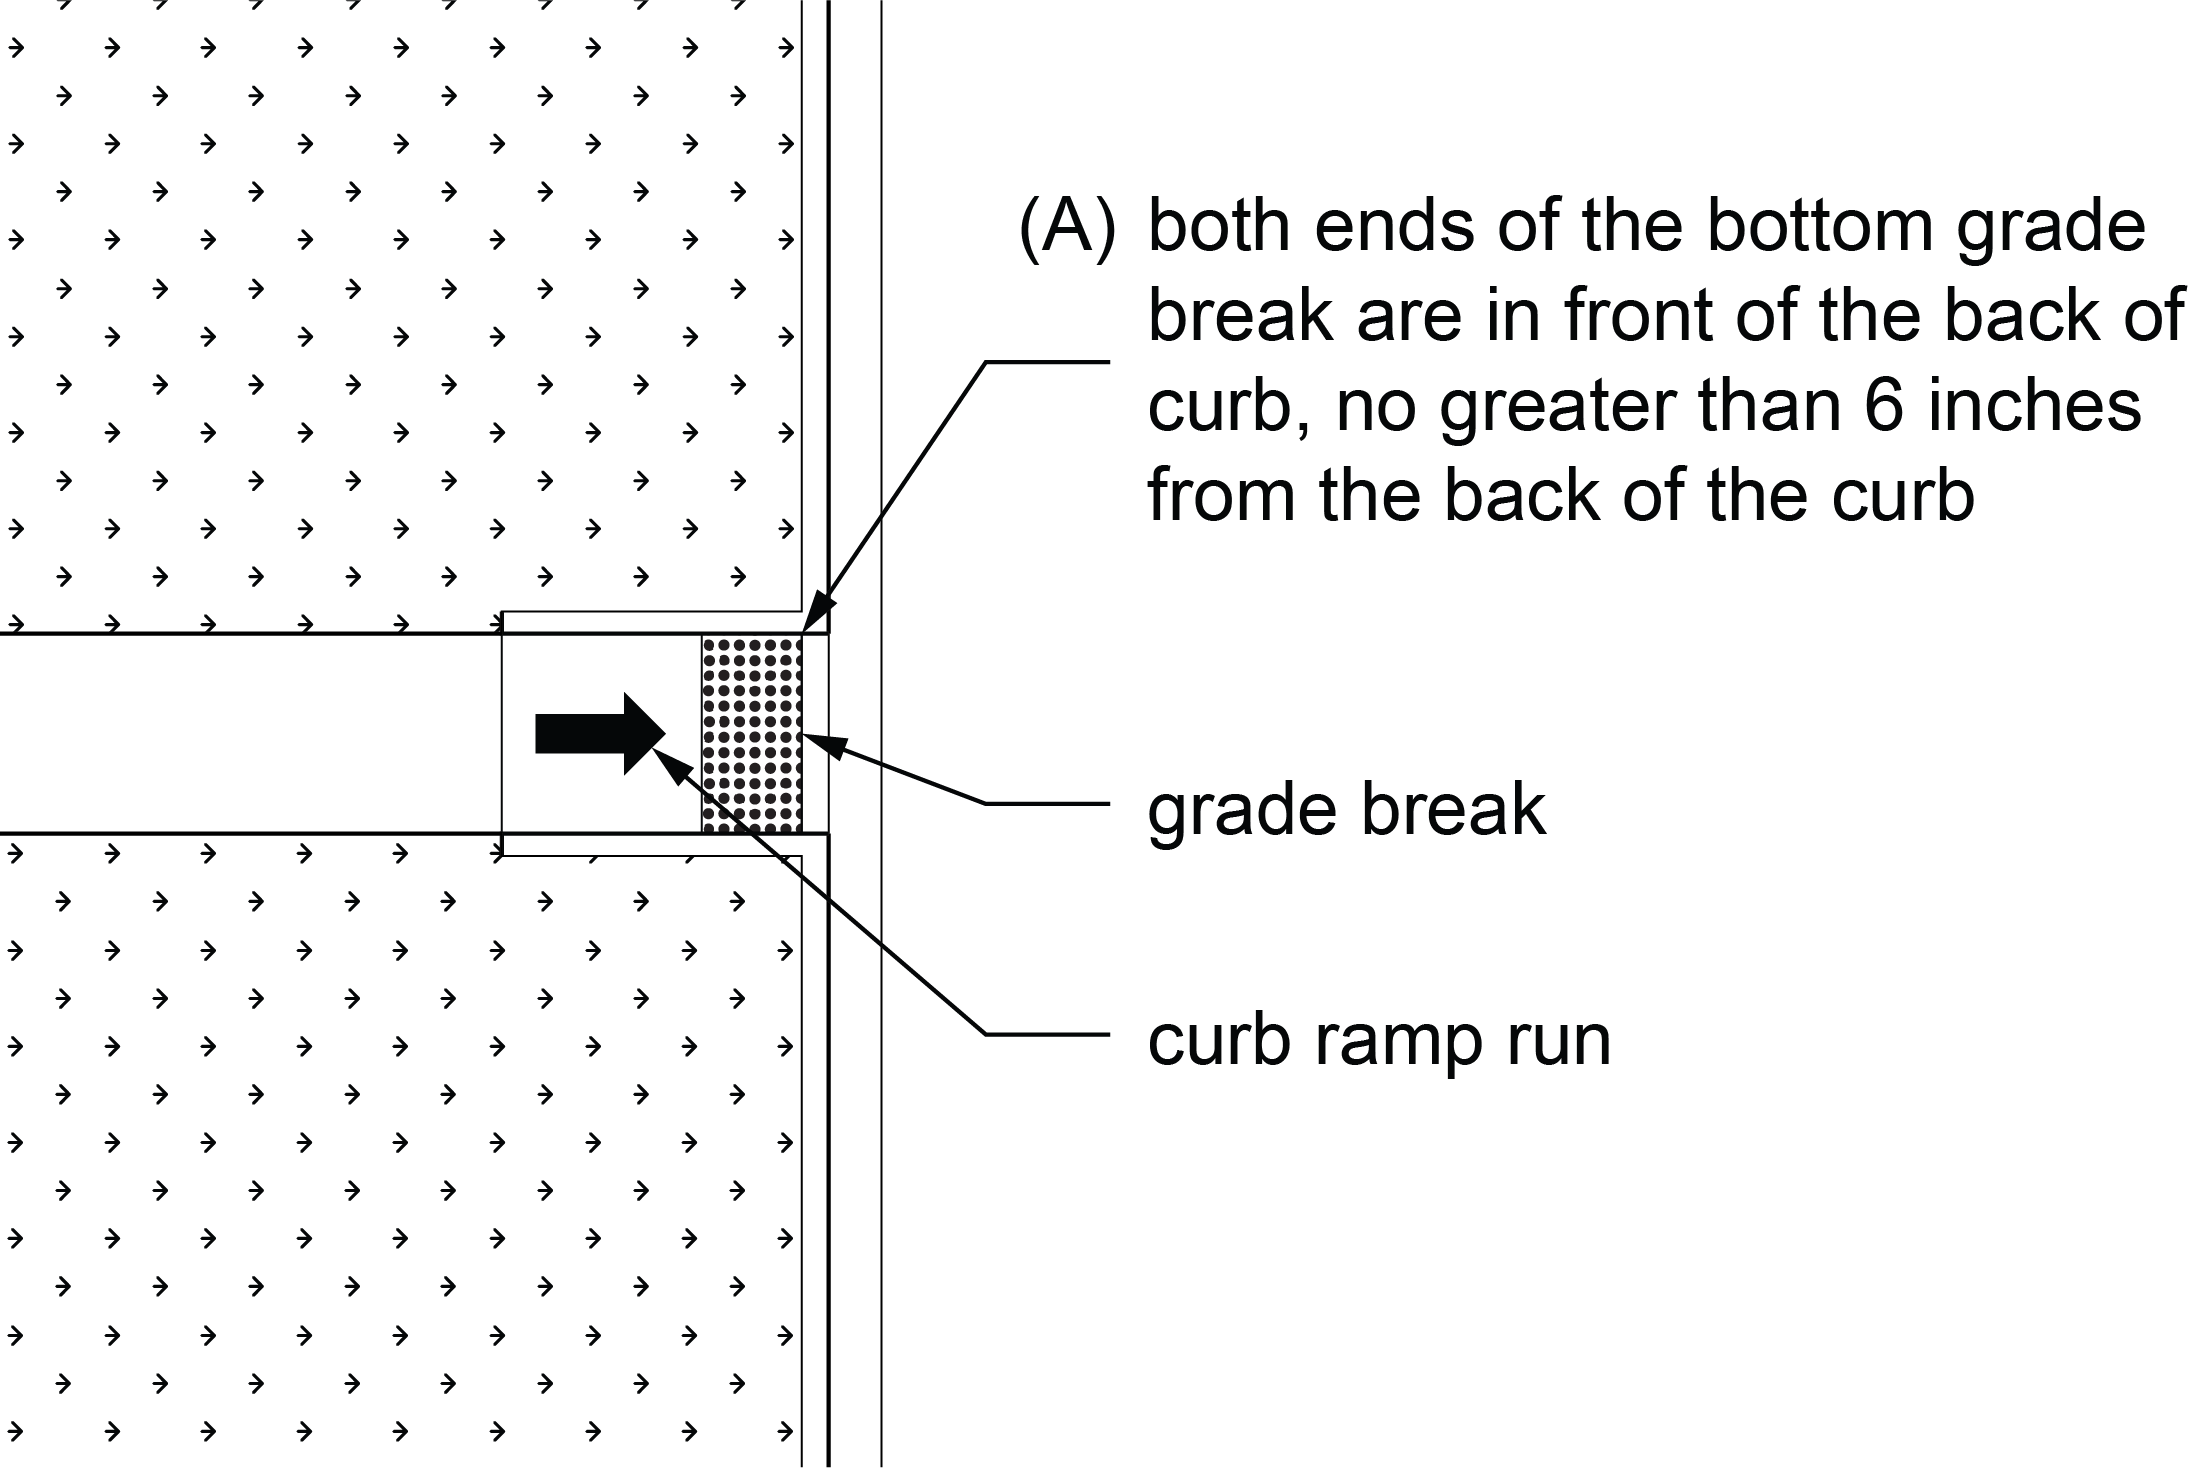 (A) both ends of the bottom grade
break are in front of the back of
curb, no greater than 6 inches
from the back of the curb
grade break
curb ramp run